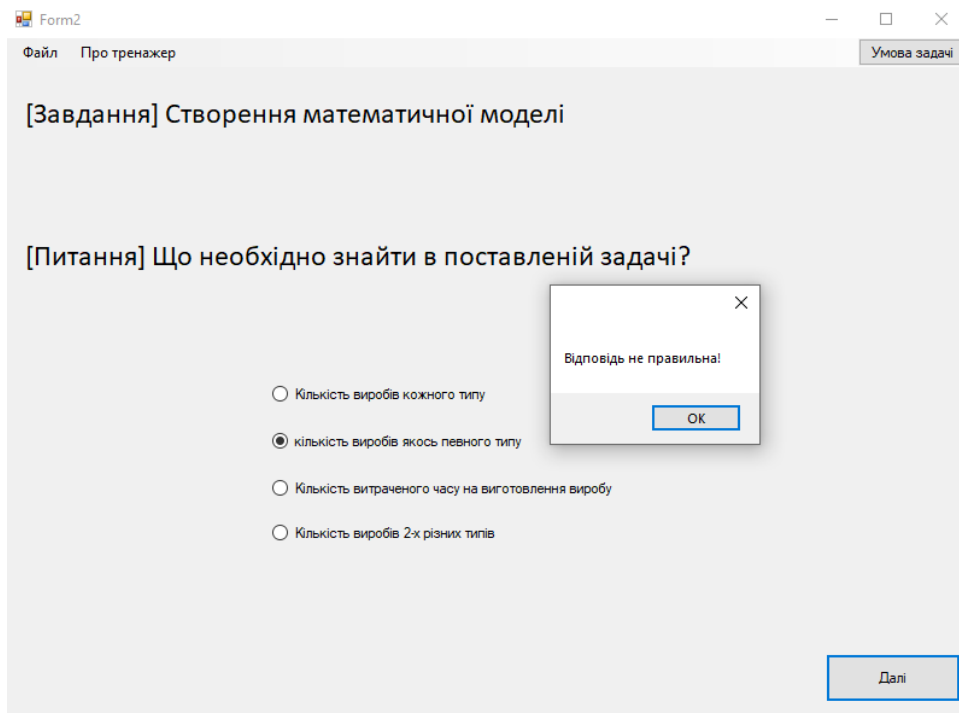 Form2
Файл Про тренажер Умова задачі
[Завдання] Створення математичної моделі
[Питання] Що необхідно знайти в поставленій задачі?
Відповідь не правильна!
OK
Кількість виробів кожного типу
кількість виробів якось певного типу
Кількість витраченого часу на виготовлення виробу
Кількість виробів 2-х різних типів
Далі